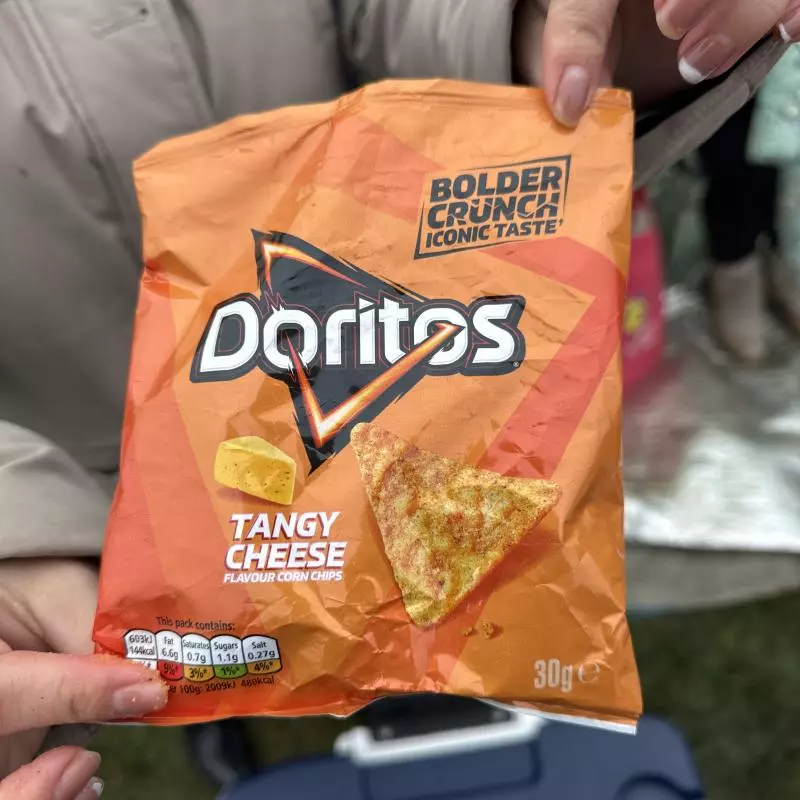 BOLDER
CRUNCH
ICONIC TASTE†
Doritos®
TANGY
CHEESE
FLAVOUR CORN CHIPS
This pack contains:
603kJ Fat Saturates Sugars Salt
144kcal 6.6g 0.7g 1.1g 0.27g
9%* 3%* 1%* 4%*
100g: 2009kJ 480kcal
30g ℮